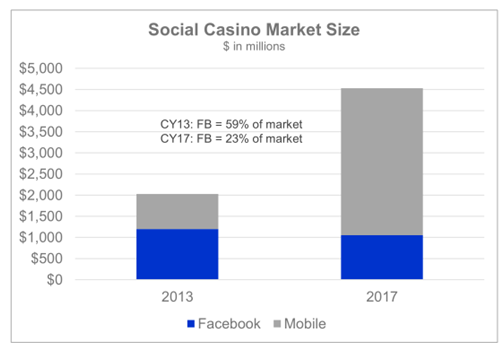 Social Casino Market Size
$ in millions
$5,000
$4,500
$4,000
$3,500
$3,000
$2,500
$2,000
$1,500
$1,000
$500
$0
CY13: FB = 59% of market
CY17: FB = 23% of market
2013 2017
Facebook Mobile